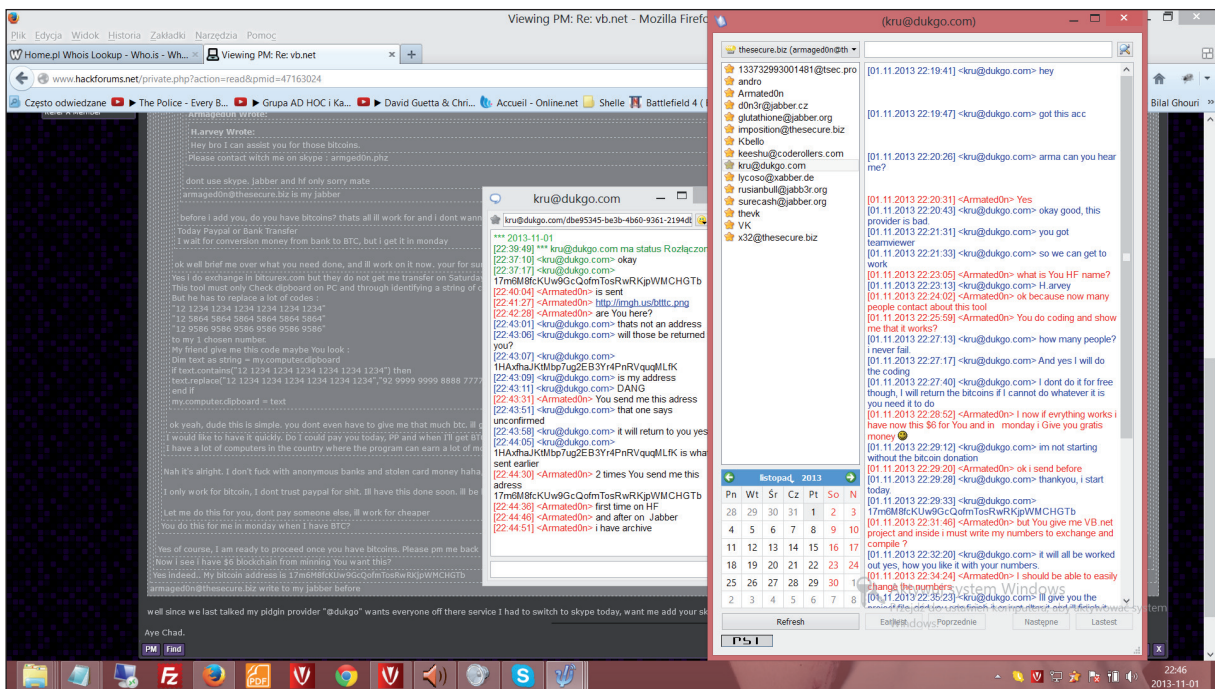 Viewing PM: Re: vb.net - Mozilla Firef
Plik Edycja Widok Historia Zakładki Narzędzia Pomoc
Home.pl Whois Lookup - Who.is - Wh...
Viewing PM: Re: vb.net
www.hackforums.net/private.php?action=read&pmid=47163024
Często odwiedzane
The Police - Every B...
Grupa AD HOC i Ka...
David Guetta & Chri...
Accueil - Online.net
Shelle
Battlefield 4 (
Bilal Ghouri
Refer A Member
Armaged0n Wrote:
H.arvey Wrote:
Hey bro I can assist you for those bitcoins.
Please contact witch me on skype : armged0n.phz
dont use skype. Jabber and hf only sorry mate
armaged0n@thesecure.biz is my jabber
before i add you, do you have bitcoins? thats all ill work for and i dont wann
Today Paypal or Bank Transfer
I wait for conversion money from bank to BTC, but i get it in monday
ok well brief me over what you need done, and ill work on it now. your for su
Yes i do exchange in bitcurex.com but they do not get me transfer on Saturday
This tool must only Check clipboard on PC and through identifying a string of c
But he has to replace a lot of codes :
"12 1234 1234 1234 1234 1234 1234"
"12 5864 5864 5864 5864 5864 5864"
"12 9586 9586 9586 9586 9586 9586"
to my 1 chosen number.
My friend give me this code maybe You look :
Dim text as string = my.computer.clipboard
if text.contains("12 1234 1234 1234 1234 1234 1234") then
text.replace("12 1234 1234 1234 1234 1234 1234","92 9999 9999 8888 7777
end if
my.computer.clipboard = text
ok yeah, dude this is simple. you dont even have to give me that much btc. ill g
I would like to have it quickly. Do I could pay you today, PP and when I'll get BT
I have a lot of computers in the country where the program can earn a lot of mo
Nah it's alright. I don't fuck with anonymous banks and stolen card money haha.
I only work for bitcoin, I dont trust paypal for shit. Ill have this done soon. ill be
Let me do this for you, dont pay someone else, ill work for cheaper
You do this for me in monday when I have BTC?
Yes of course, I am ready to proceed once you have bitcoins. Please pm me back
Now i see i have $6 blockchain from minning You want this?
Yes indeed.. My bitcoin address is 17m6M8fcKUw9GcQofmTosRwRKjpWMCHGTb
armaged0n@thesecure.biz write to my jabber before
well since we last talked my pidgin provider "@dukgo" wants everyone off there service I had to switch to skype today, want me add your sk
Aye Chad.
PM Find
kru@dukgo.com
kru@dukgo.com/dbe95345-be3b-4b60-9361-2194dt
*** 2013-11-01
[22:39:49] *** kru@dukgo.com ma status Rozłączon
[22:37:10] <kru@dukgo.com> okay
[22:37:17] <kru@dukgo.com>
17m6M8fcKUw9GcQofmTosRwRKjpWMCHGTb
[22:40:04] <Armated0n> is sent
[22:41:27] <Armated0n> http://imgh.us/btttc.png
[22:42:28] <Armated0n> are You here?
[22:43:01] <kru@dukgo.com> thats not an address
[22:43:06] <kru@dukgo.com> will those be returned
you?
[22:43:07] <kru@dukgo.com>
1HAxfhaJKtMbp7ug2EB3Yr4PnRVquqMLfK
[22:43:09] <kru@dukgo.com> is my address
[22:43:11] <kru@dukgo.com> DANG
[22:43:31] <Armated0n> You send me this adress
[22:43:51] <kru@dukgo.com> that one says
unconfirmed
[22:43:58] <kru@dukgo.com> it will return to you yes
[22:44:05] <kru@dukgo.com>
1HAxfhaJKtMbp7ug2EB3Yr4PnRVquqMLfK is what
sent earlier
[22:44:30] <Armated0n> 2 times You send me this
adress
17m6M8fcKUw9GcQofmTosRwRKjpWMCHGTb
[22:44:36] <Armated0n> first time on HF
[22:44:46] <Armated0n> and after on Jabber
[22:44:51] <Armated0n> i have archive
(kru@dukgo.com)
thesecure.biz (armaged0n@th
133732993001481@tsec.pro
andro
Armated0n
d0n3r@jabber.cz
glutathione@jabber.org
imposition@thesecure.biz
Kbello
keeshu@coderollers.com
kru@dukgo.com
lycoso@xabber.de
rusianbull@jabb3r.org
surecash@jabber.org
thevk
VK
x32@thesecure.biz
listopad, 2013
Pn Wt Śr Cz Pt So N
28 29 30 31 1 2 3
4 5 6 7 8 9 10
11 12 13 14 15 16 17
18 19 20 21 22 23 24
25 26 27 28 29 30 1
2 3 4 5 6 7 8
Refresh
PSI
[01.11.2013 22:19:41] <kru@dukgo.com> hey
[01.11.2013 22:19:47] <kru@dukgo.com> got this acc
[01.11.2013 22:20:26] <kru@dukgo.com> arma can you hear
me?
[01.11.2013 22:20:31] <Armated0n> Yes
[01.11.2013 22:20:43] <kru@dukgo.com> okay good, this
provider is bad.
[01.11.2013 22:21:31] <kru@dukgo.com> you got
teamviewer
[01.11.2013 22:21:33] <kru@dukgo.com> so we can get to
work
[01.11.2013 22:23:05] <Armated0n> what is You HF name?
[01.11.2013 22:23:13] <kru@dukgo.com> H.arvey
[01.11.2013 22:24:02] <Armated0n> ok because now many
people contact about this tool
[01.11.2013 22:25:59] <Armated0n> You do coding and show
me that it works?
[01.11.2013 22:27:13] <kru@dukgo.com> how many people?
i never fail.
[01.11.2013 22:27:17] <kru@dukgo.com> And yes I will do
the coding
[01.11.2013 22:27:40] <kru@dukgo.com> I dont do it for free
though, I will return the bitcoins if I cannot do whatever it is
you need it to do
[01.11.2013 22:28:52] <Armated0n> I now if evrything works i
have now this $6 for You and in monday i Give you gratis
money
[01.11.2013 22:29:12] <kru@dukgo.com> im not starting
without the bitcoin donation
[01.11.2013 22:29:20] <Armated0n> ok i send before
[01.11.2013 22:29:28] <kru@dukgo.com> thankyou, i start
today.
[01.11.2013 22:29:33] <kru@dukgo.com>
17m6M8fcKUw9GcQofmTosRwRKjpWMCHGTb
[01.11.2013 22:31:46] <Armated0n> but You give me VB.net
project and inside i must write my numbers to exchange and
compile ?
[01.11.2013 22:32:20] <kru@dukgo.com> it will all be worked
out yes, how you like it with your numbers.
[01.11.2013 22:34:24] <Armated0n> I should be able to easily
change the numbers
[01.11.2013 22:35:23] <kru@dukgo.com> Ill give you the
Earliest Poprzednie Następne Lastest
22:46
2013-11-01